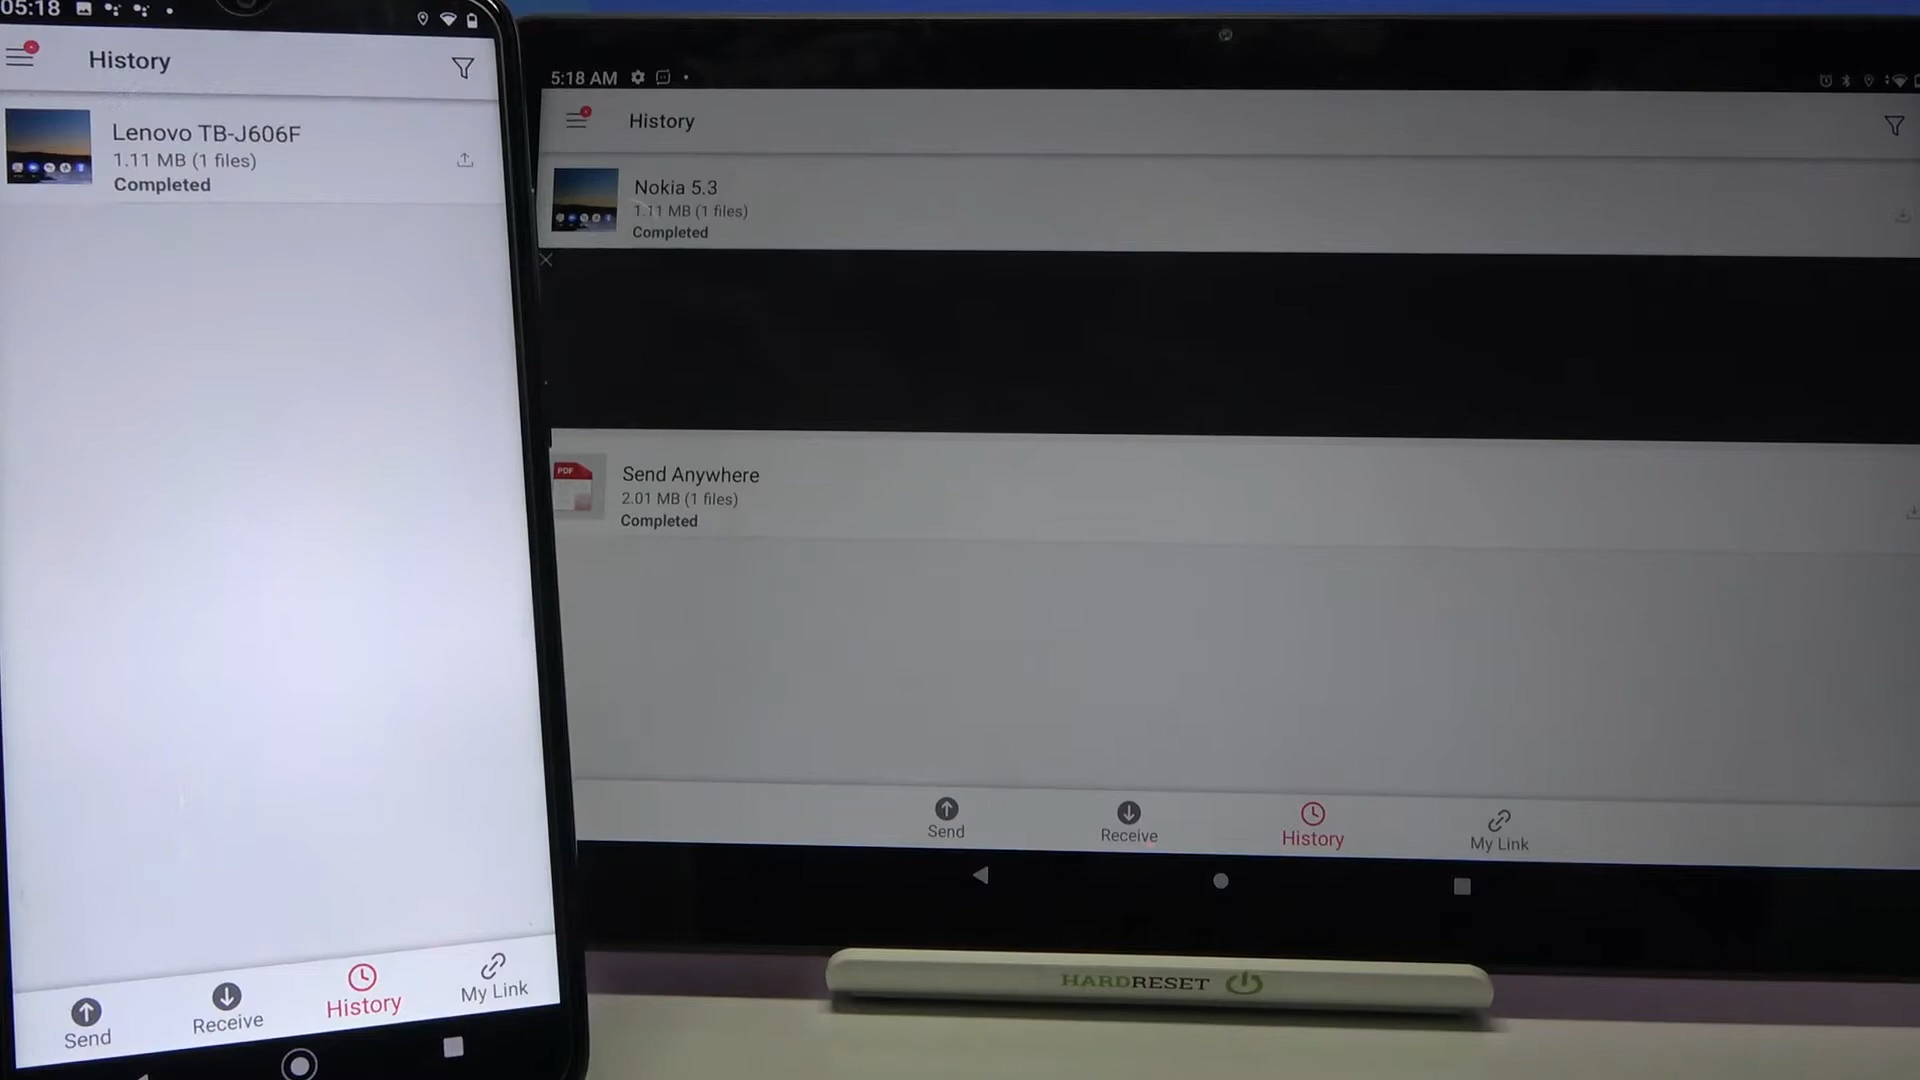 05:18
History
Lenovo TB-J606F
1.11 MB (1 files)
Completed
Send
Receive
History
My Link
5:18 AM
History
Nokia 5.3
1.11 MB (1 files)
Completed
PDF
Send Anywhere
2.01 MB (1 files)
Completed
Send
Receive
History
My Link
HARDRESET